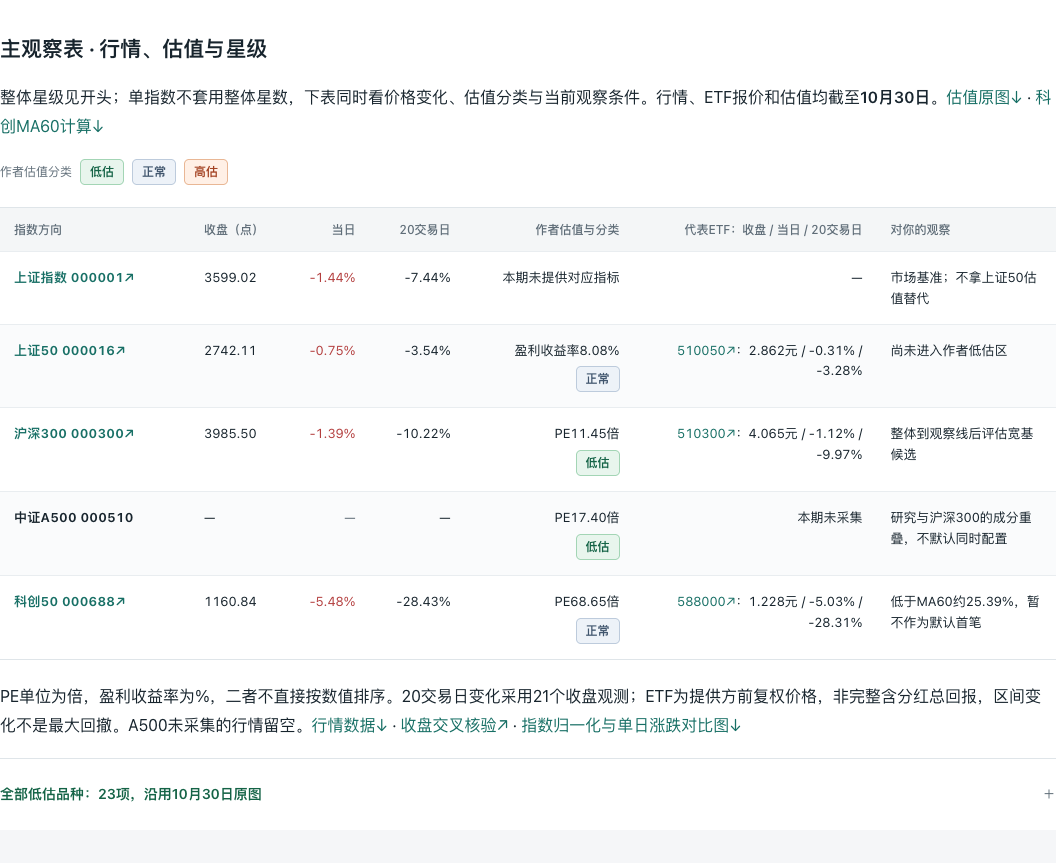 主观察表 · 行情、估值与星级
整体星级见开头；单指数不套用整体星数，下表同时看价格变化、估值分类与当前观察条件。行情、ETF报价和估值均截至10月30日。估值原图↓ · 科
创MA60计算↓
作者估值分类 低估 正常 高估
指数方向 收盘（点） 当日 20交易日 作者估值与分类 代表ETF：收盘 / 当日 / 20交易日 对你的观察
上证指数 000001↗ 3599.02 -1.44% -7.44% 本期未提供对应指标 — 市场基准；不拿上证50估
值替代
上证50 000016↗ 2742.11 -0.75% -3.54% 盈利收益率8.08% 510050↗：2.862元 / -0.31% / 尚未进入作者低估区
正常 -3.28%
沪深300 000300↗ 3985.50 -1.39% -10.22% PE11.45倍 510300↗：4.065元 / -1.12% / 整体到观察线后评估宽基
低估 -9.97% 候选
中证A500 000510 — — — PE17.40倍 本期未采集 研究与沪深300的成分重
低估 叠，不默认同时配置
科创50 000688↗ 1160.84 -5.48% -28.43% PE68.65倍 588000↗：1.228元 / -5.03% / 低于MA60约25.39%，暂
正常 -28.31% 不作为默认首笔
PE单位为倍，盈利收益率为%，二者不直接按数值排序。20交易日变化采用21个收盘观测；ETF为提供方前复权价格，非完整含分红总回报，区间变
化不是最大回撤。A500未采集的行情留空。行情数据↓ · 收盘交叉核验↗ · 指数归一化与单日涨跌对比图↓
全部低估品种：23项，沿用10月30日原图 +